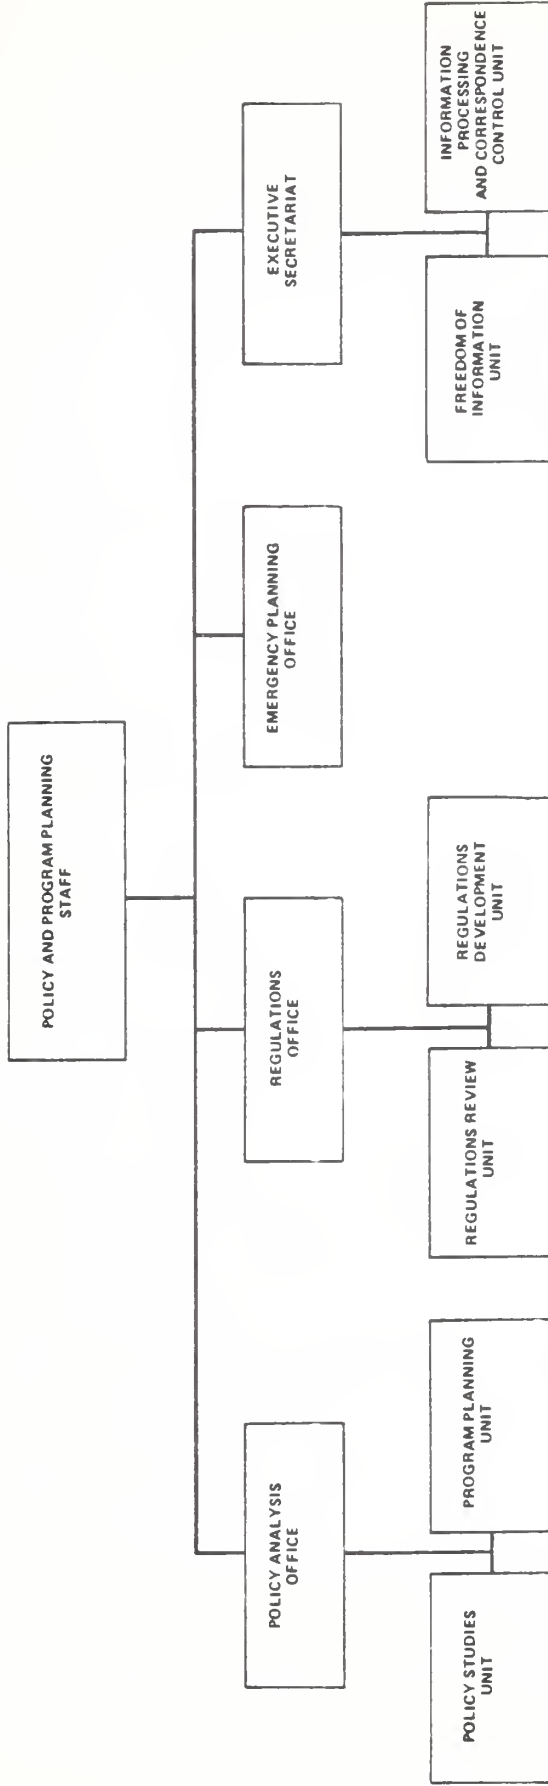 POLICY AND PROGRAM PLANNING
STAFF
POLICY ANALYSIS
OFFICE
REGULATIONS
OFFICE
EMERGENCY PLANNING
OFFICE
EXECUTIVE
SECRETARIAT
POLICY STUDIES
UNIT
PROGRAM PLANNING
UNIT
REGULATIONS REVIEW
UNIT
REGULATIONS
DEVELOPMENT
UNIT
FREEDOM OF
INFORMATION
UNIT
INFORMATION
PROCESSING
AND CORRESPONDENCE
CONTROL UNIT